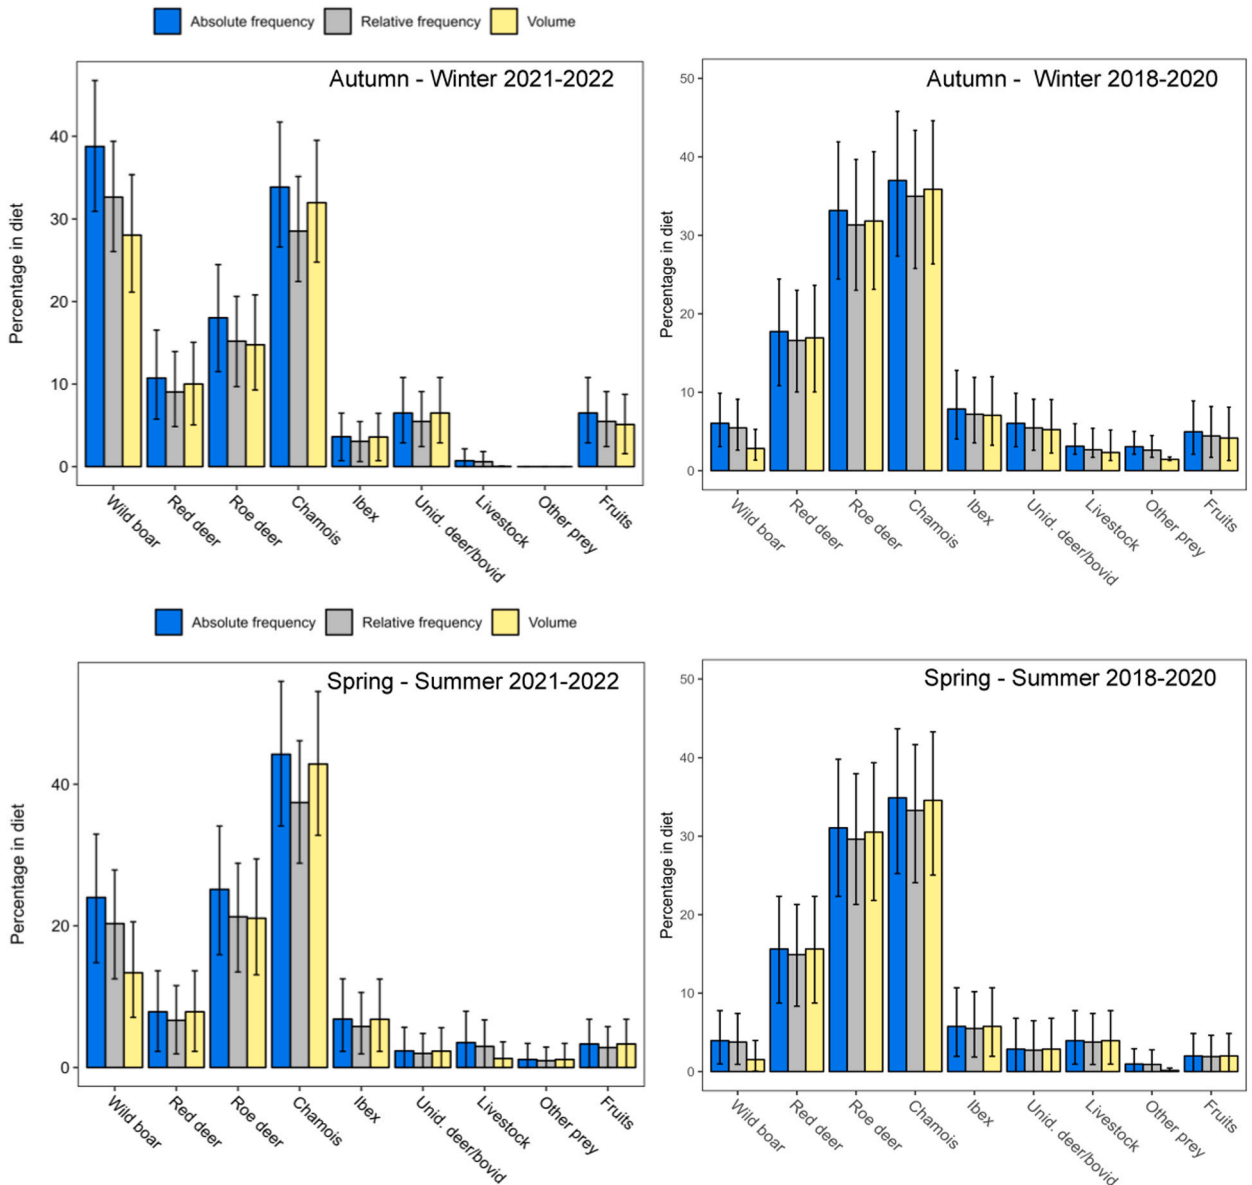 Absolute frequency Relative frequency Volume
Autumn - Winter 2021-2022
Percentage in diet
40
30
20
10
0
Wild boar
Red deer
Roe deer
Chamois
Ibex
Unid. deer/bovid
Livestock
Other prey
Fruits
Autumn - Winter 2018-2020
Percentage in diet
50
40
30
20
10
0
Wild boar
Red deer
Roe deer
Chamois
Ibex
Unid. deer/bovid
Livestock
Other prey
Fruits
Absolute frequency Relative frequency Volume
Spring - Summer 2021-2022
Percentage in diet
40
20
0
Wild boar
Red deer
Roe deer
Chamois
Ibex
Unid. deer/bovid
Livestock
Other prey
Fruits
Spring - Summer 2018-2020
Percentage in diet
50
40
30
20
10
0
Wild boar
Red deer
Roe deer
Chamois
Ibex
Unid. deer/bovid
Livestock
Other prey
Fruits